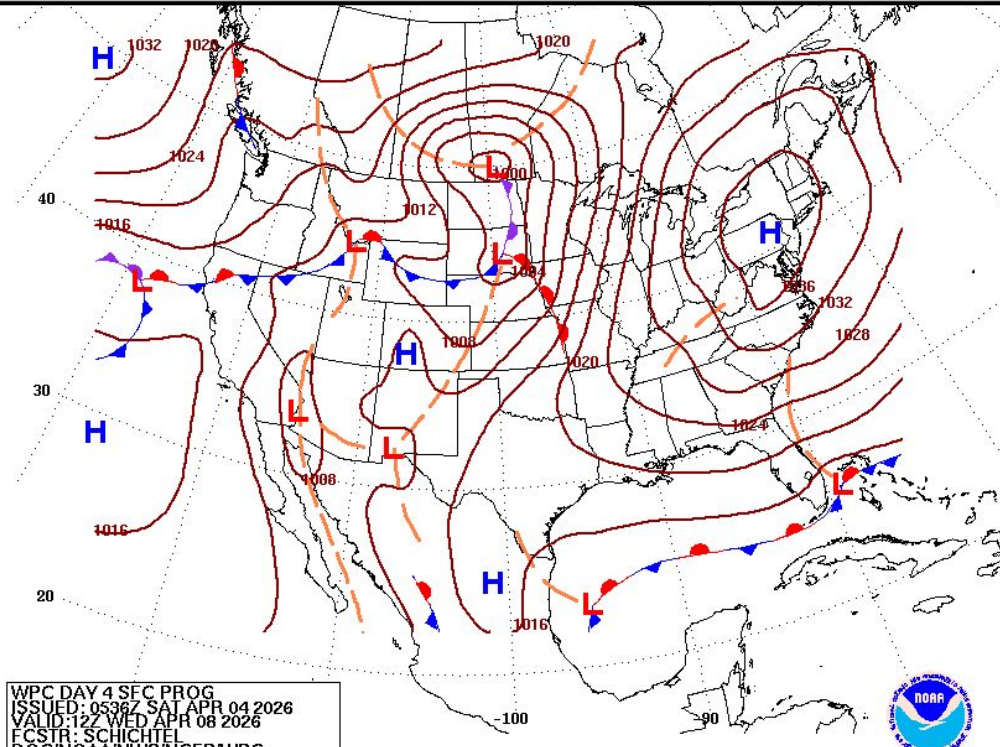 H
1032
1028
1020
1024
L
1000
40
1016
1012
H
L
L
1004
1036
1032
L
1008
1028
H
1020
30
L
1024
H
L
1008
L
1016
H
20
L
1016
WPC DAY 4 SFC PROG
ISSUED: 0536Z SAT APR 04 2026
VALID:12Z WED APR 08 2026
FCSTR: SCHICHTEL
-100
-90
NOAA